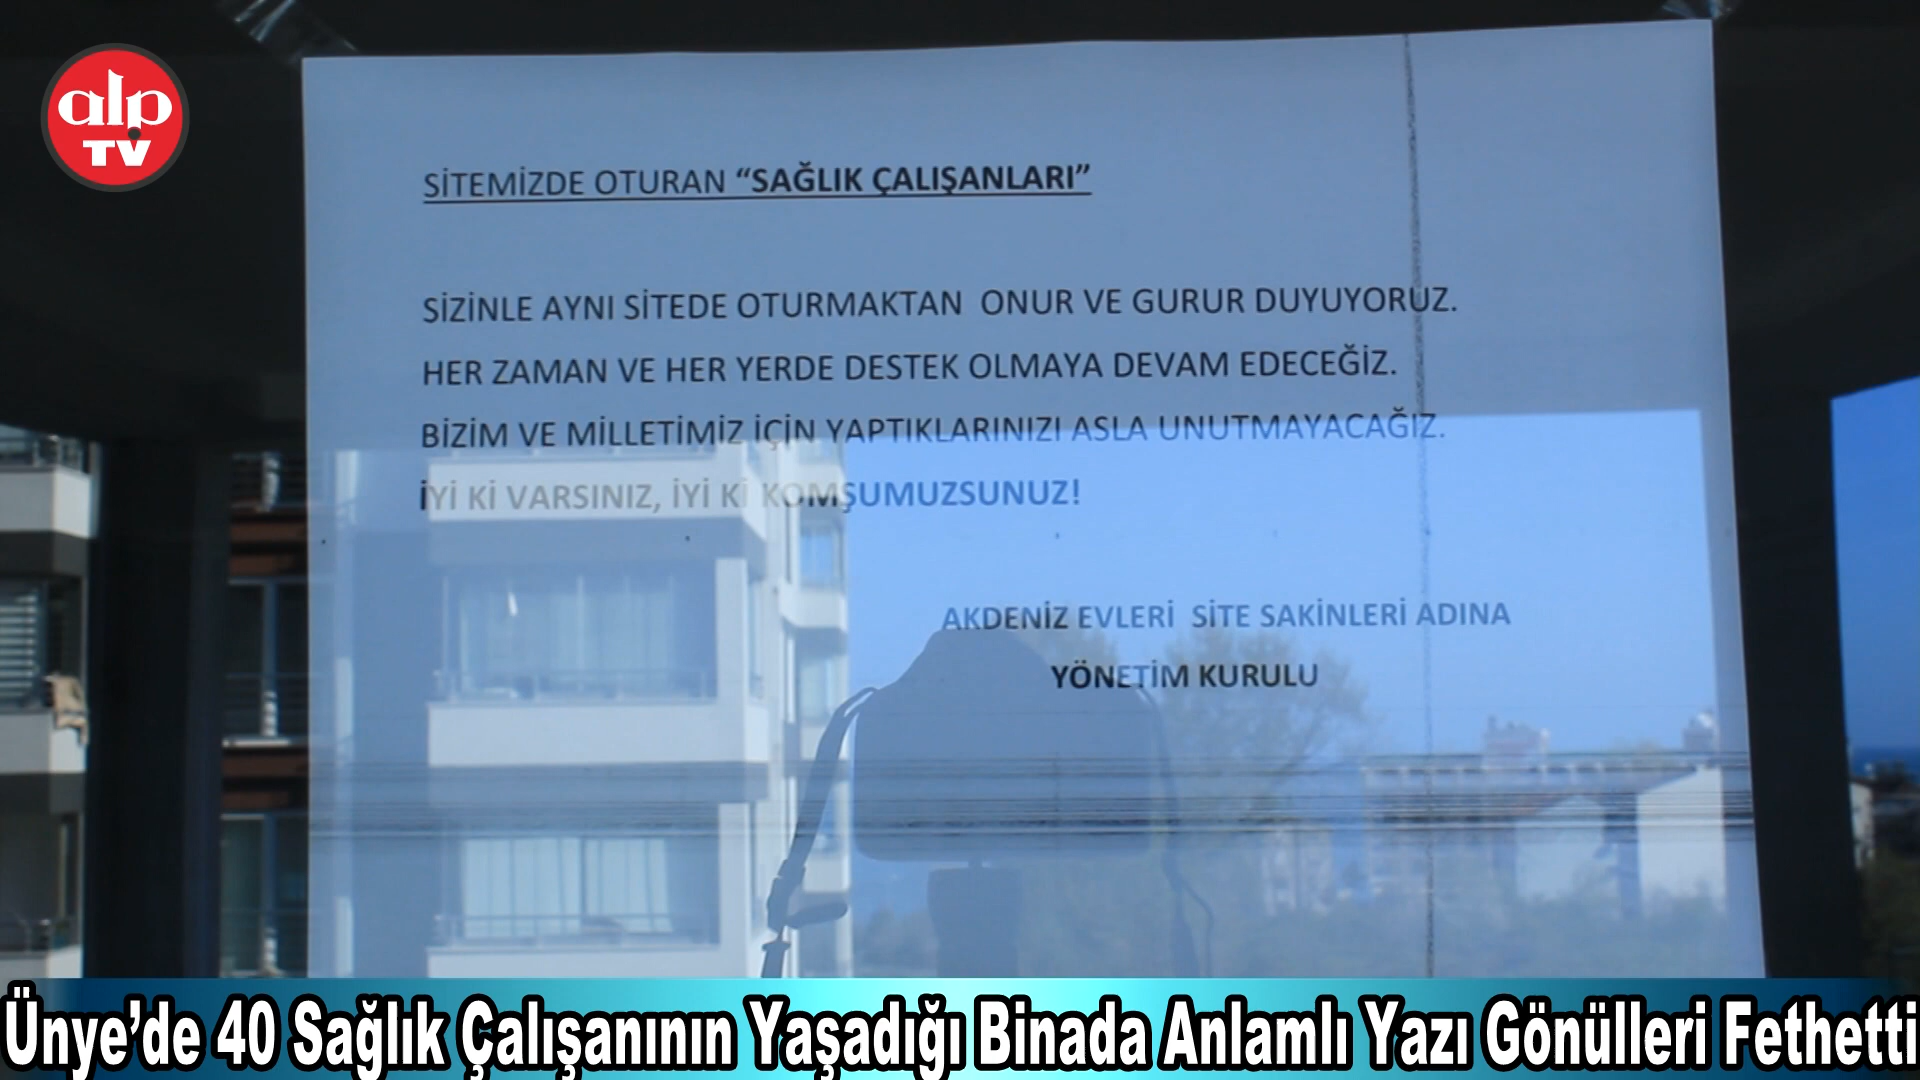 alp
TV
SİTEMİZDE OTURAN “SAĞLIK ÇALIŞANLARI”
SİZİNLE AYNI SİTEDE OTURMAKTAN ONUR VE GURUR DUYUYORUZ.
HER ZAMAN VE HER YERDE DESTEK OLMAYA DEVAM EDECEĞİZ.
BİZİM VE MİLLETİMİZ İÇİN YAPTIKLARINIZI ASLA UNUTMAYACAĞIZ.
İYİ Kİ VARSINIZ, İYİ Kİ KOMŞUMUZSUNUZ!
AKDENİZ EVLERİ SİTE SAKİNLERİ ADINA
YÖNETİM KURULU
Ünye’de 40 Sağlık Çalışanının Yaşadığı Binada Anlamlı Yazı Gönülleri Fethetti